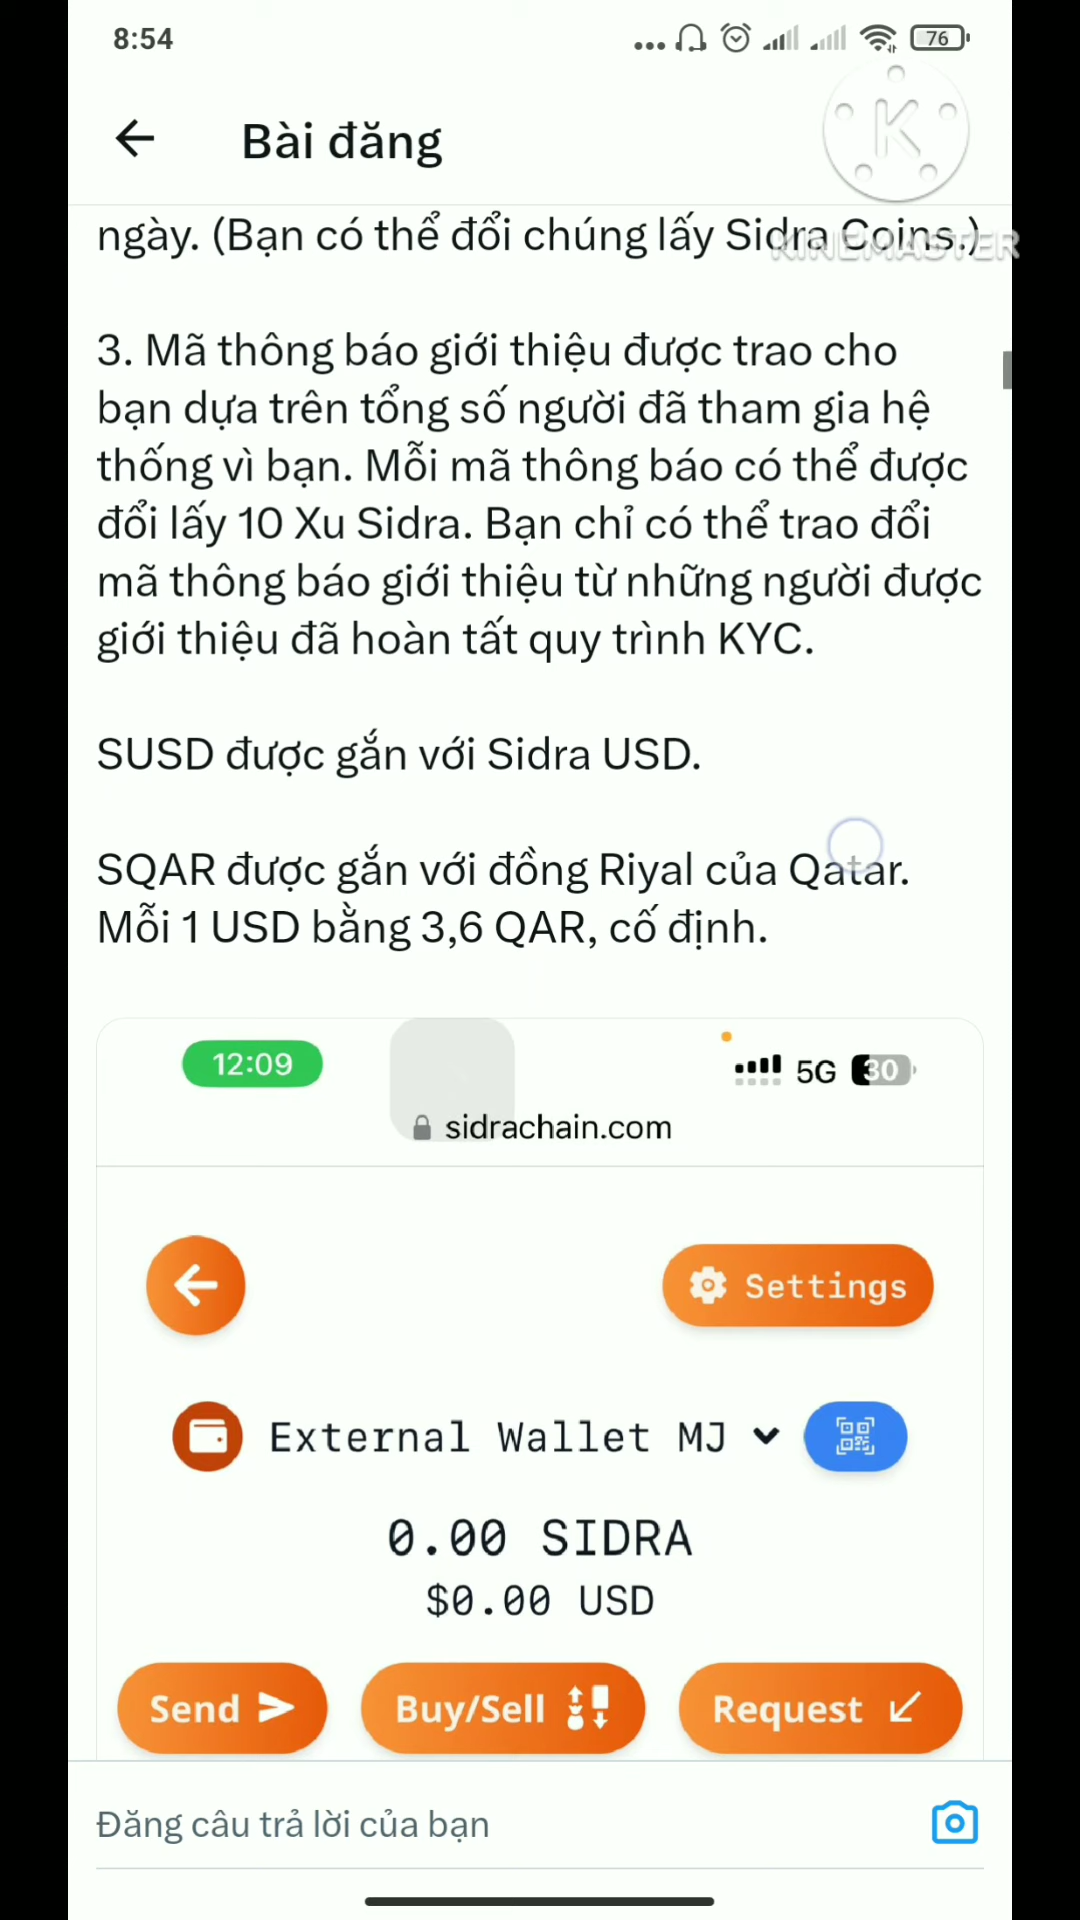 8:54
76
K
Bài đăng
KINEMASTER
ngày. (Bạn có thể đổi chúng lấy Sidra Coins.)
3. Mã thông báo giới thiệu được trao cho
bạn dựa trên tổng số người đã tham gia hệ
thống vì bạn. Mỗi mã thông báo có thể được
đổi lấy 10 Xu Sidra. Bạn chỉ có thể trao đổi
mã thông báo giới thiệu từ những người được
giới thiệu đã hoàn tất quy trình KYC.
SUSD được gắn với Sidra USD.
SQAR được gắn với đồng Riyal của Qatar.
Mỗi 1 USD bằng 3,6 QAR, cố định.
12:09
5G 30
sidrachain.com
Settings
External Wallet MJ
0.00 SIDRA
$0.00 USD
Send
Buy/Sell
Request
Đăng câu trả lời của bạn